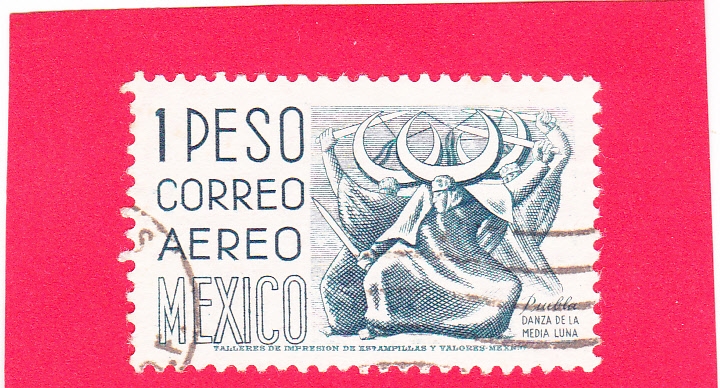 1 PESO
CORREO
AEREO
MEXICO
Puebla
DANZA DE LA
MEDIA LUNA
TALLERES DE IMPRESION DE ESTAMPILLAS Y VALORES-MEXICO